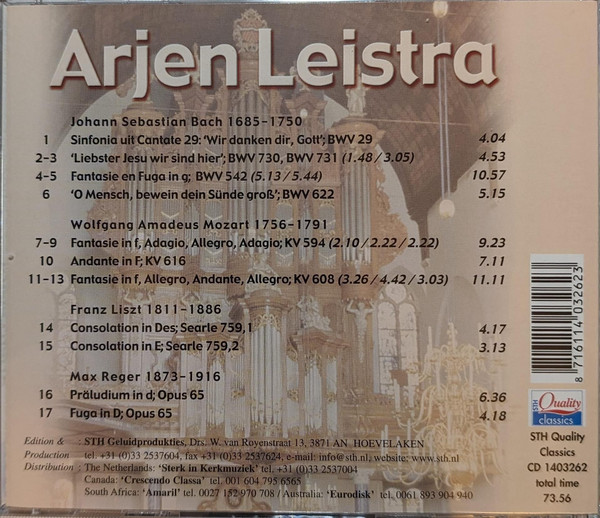 Arjen Leistra
Johann Sebastian Bach 1685-1750
1 Sinfonia uit Cantate 29: ‘Wir danken dir, Gott’; BWV 29 4.04
2-3 ‘Liebster Jesu wir sind hier’; BWV 730, BWV 731 (1.48 / 3.05) 4.53
4-5 Fantasie en Fuga in g; BWV 542 (5.13 / 5.44) 10.57
6 ‘O Mensch, bewein dein Sünde groß’; BWV 622 5.15
Wolfgang Amadeus Mozart 1756-1791
7-9 Fantasie in f, Adagio, Allegro, Adagio; KV 594 (2.10 / 2.22 / 2.22) 9.23
10 Andante in F; KV 616 7.11
11-13 Fantasie in f, Allegro, Andante, Allegro; KV 608 (3.26 / 4.42 / 3.03) 11.11
Franz Liszt 1811-1886
14 Consolation in Des; Searle 759,1 4.17
15 Consolation in E; Searle 759,2 3.13
Max Reger 1873-1916
16 Präludium in d; Opus 65 6.36
17 Fuga in D; Opus 65 4.18
Edition & : STH Geluidprodukties, Drs. W. van Royenstraat 13, 3871 AN HOEVELAKEN
Production tel +31 (0)33 2537604, fax +31 (0)33 2537624, e-mail: info@sth.nl, website: www.sth.nl
Distribution : The Netherlands: ‘Sterk in Kerkmuziek’ tel. +31 (0)33 2537004
Canada: ‘Crescendo Classa’ tel. 001 604 795 6565
South Africa: ‘Amaril’ tel. 0027 152 970 708 / Australia: ‘Eurodisk’ tel. 0061 893 904 940
8 716114 032623
STH
Quality
classics
STH Quality
Classics
CD 1403262
total time
73.56